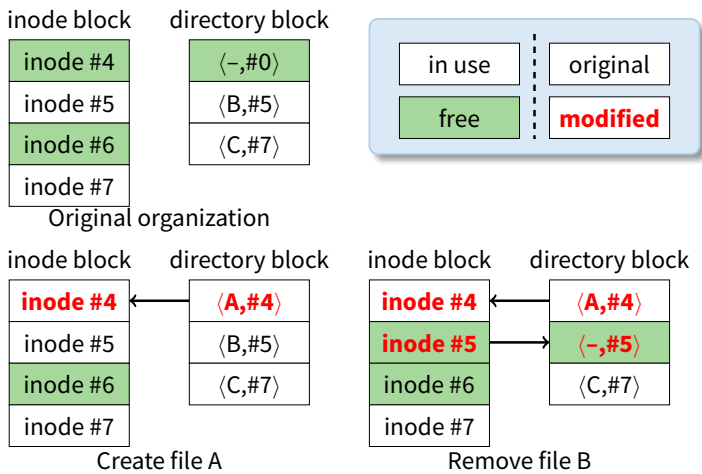 inode block directory block
inode #4 ⟨–,#0⟩
inode #5 ⟨B,#5⟩
inode #6 ⟨C,#7⟩
inode #7
Original organization
in use original
free modified
inode block directory block
inode #4 ⟨A,#4⟩
inode #5 ⟨B,#5⟩
inode #6 ⟨C,#7⟩
inode #7
Create file A
inode block directory block
inode #4 ⟨A,#4⟩
inode #5 ⟨–,#5⟩
inode #6 ⟨C,#7⟩
inode #7
Remove file B